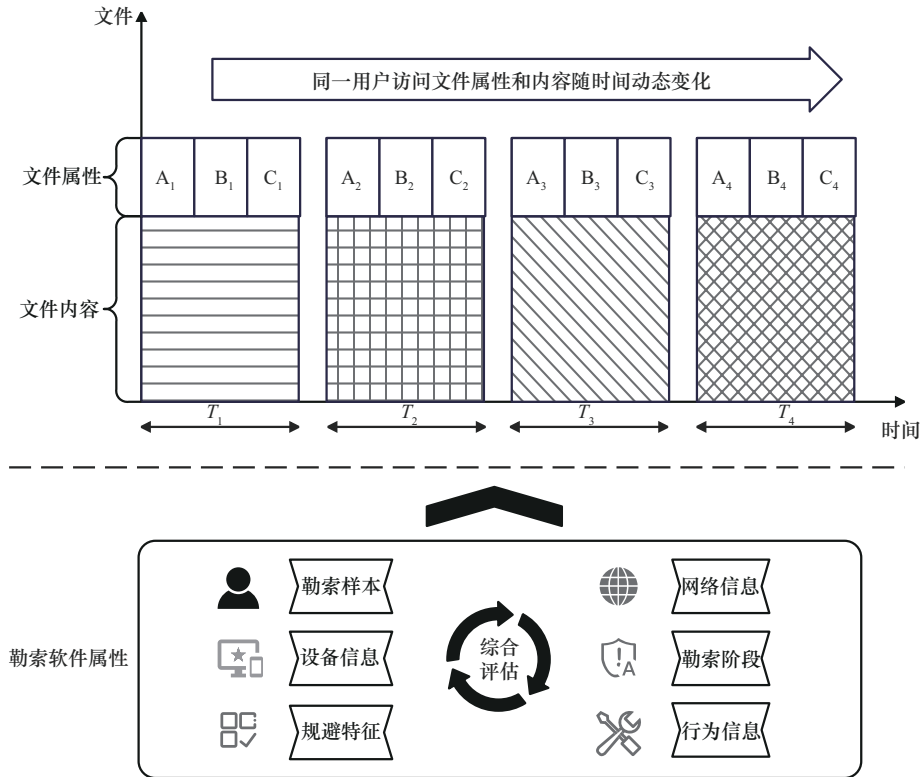 文件
同一用户访问文件属性和内容随时间动态变化
文件属性
A₁ B₁ C₁ A₂ B₂ C₂ A₃ B₃ C₃ A₄ B₄ C₄
文件内容
T₁ T₂ T₃ T₄
时间
勒索样本
网络信息
勒索软件属性
设备信息
综合
评估
勒索阶段
A
规避特征
行为信息